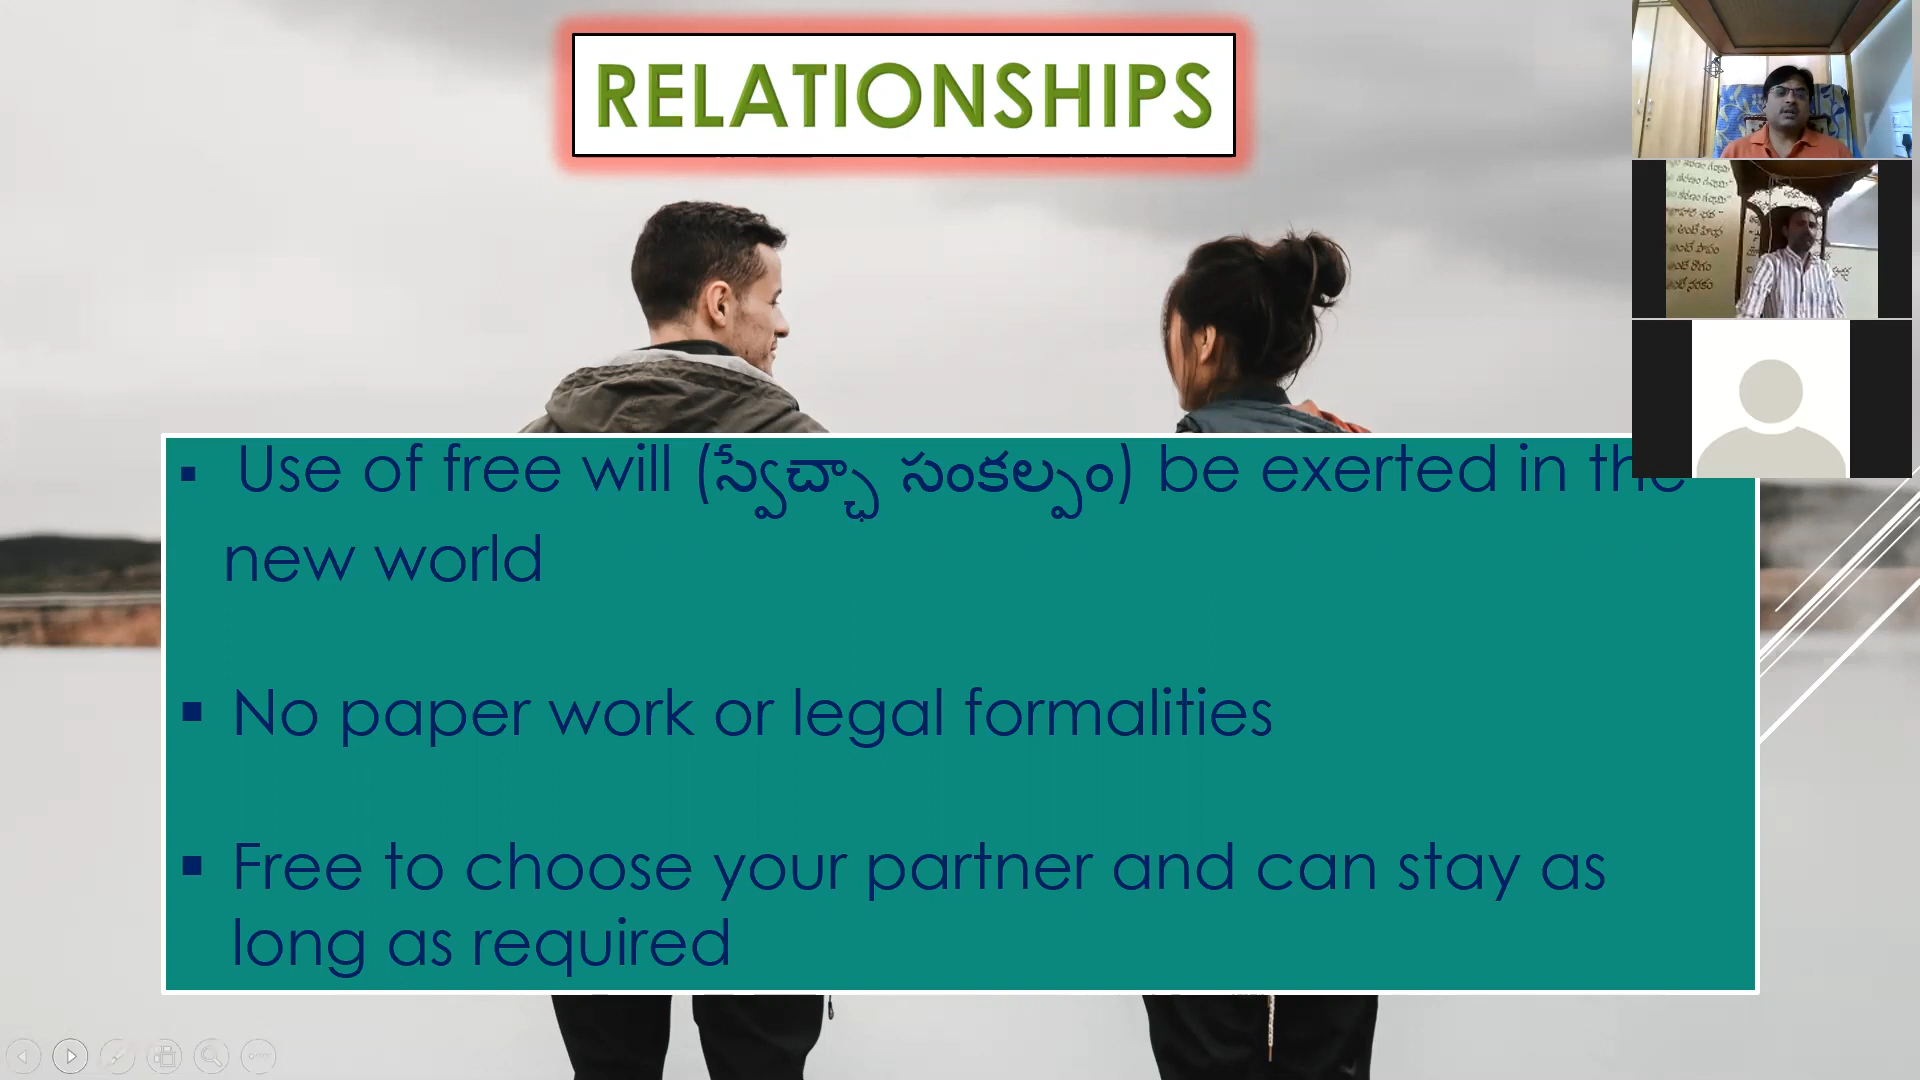 RELATIONSHIPS
▪ Use of free will (స్వేచ్ఛా సంకల్పం) be exerted in the
new world
▪ No paper work or legal formalities
▪ Free to choose your partner and can stay as
long as required